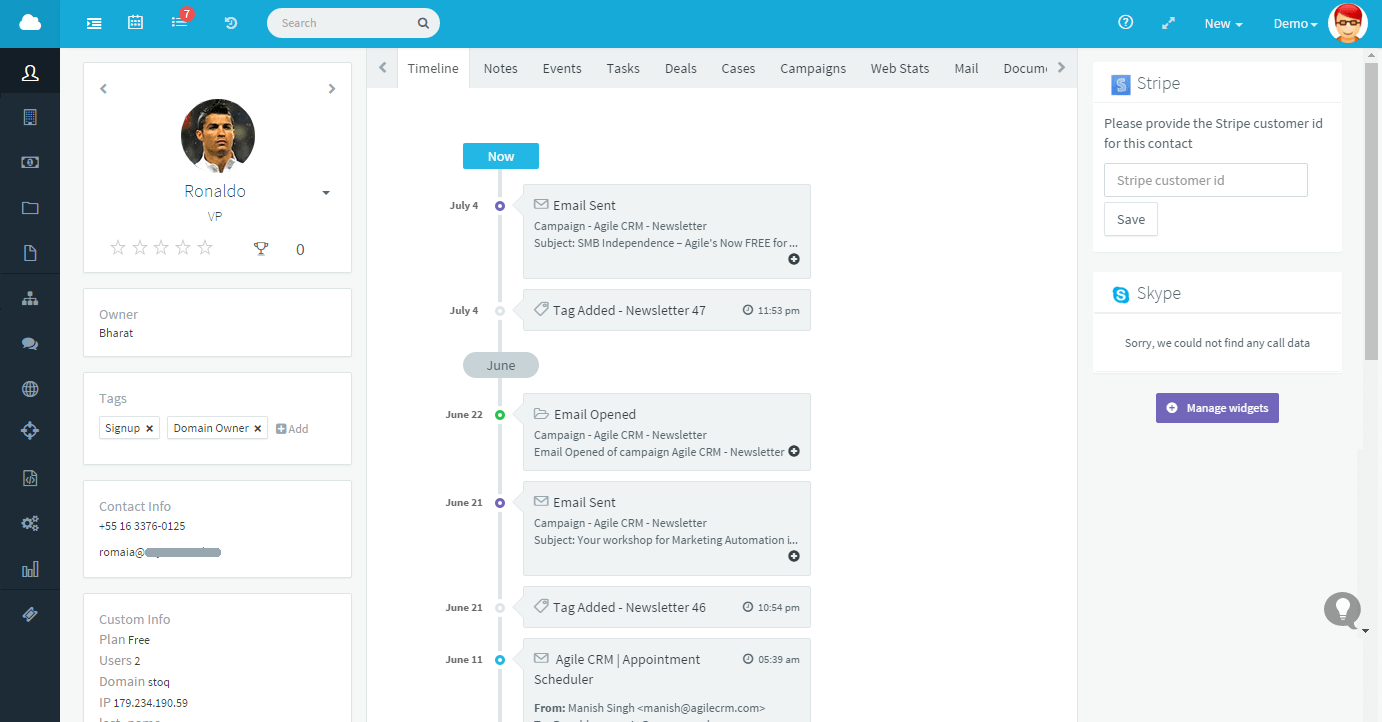 7
Search
New
Demo
Ronaldo
VP
0
Owner
Bharat
Tags
Signup ×
Domain Owner ×
Add
Contact Info
+55 16 3376-0125
romaia@
Custom Info
Plan Free
Users 2
Domain stoq
IP 179.234.190.59
Timeline
Notes
Events
Tasks
Deals
Cases
Campaigns
Web Stats
Mail
Docum
Now
July 4
Email Sent
Campaign - Agile CRM - Newsletter
Subject: SMB Independence – Agile's Now FREE for ...
July 4
Tag Added - Newsletter 47
11:53 pm
June
June 22
Email Opened
Campaign - Agile CRM - Newsletter
Email Opened of campaign Agile CRM - Newsletter
June 21
Email Sent
Campaign - Agile CRM - Newsletter
Subject: Your workshop for Marketing Automation i...
June 21
Tag Added - Newsletter 46
10:54 pm
June 11
Agile CRM | Appointment
Scheduler
05:39 am
From: Manish Singh <manish@agilecrm.com>
Stripe
Please provide the Stripe customer id
for this contact
Stripe customer id
Save
Skype
Sorry, we could not find any call data
Manage widgets